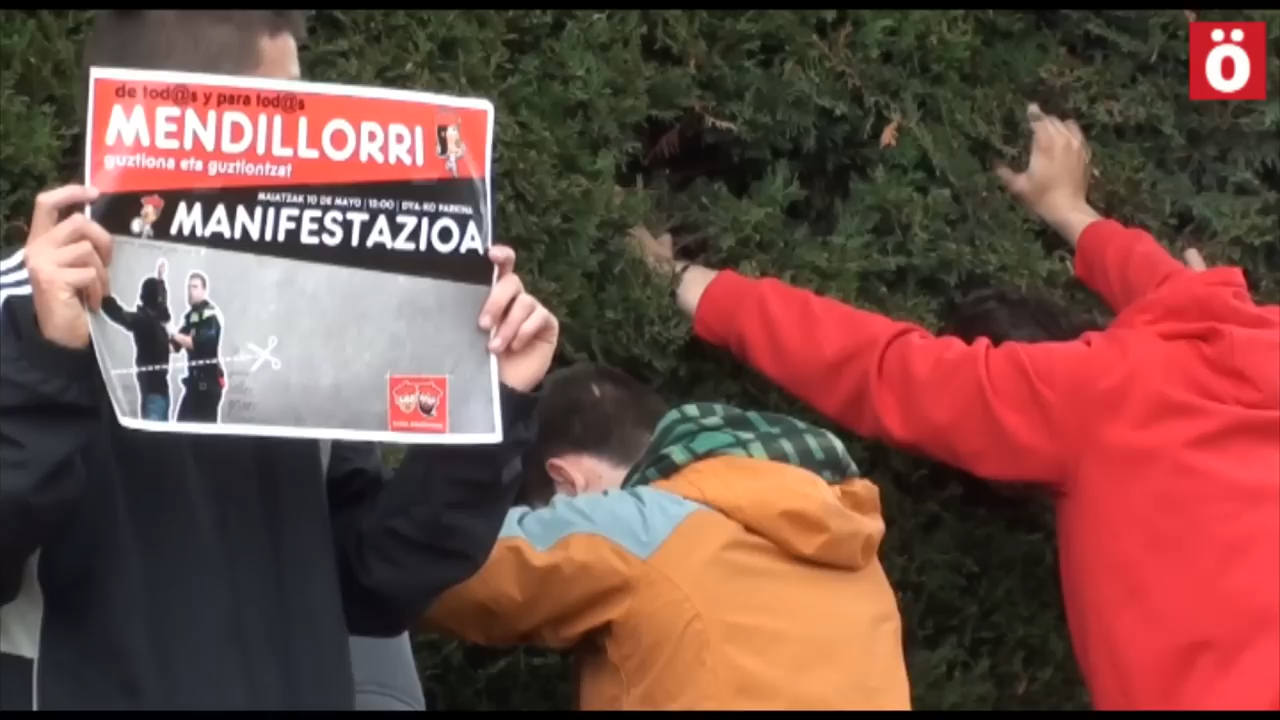 ö
de tod@s y para tod@s
MENDILLORRI
guztiona eta guztiontzat
MAIATZAK 10 DE MAYO | 12:00 | DYA-KO PARKINA
MANIFESTAZIOA